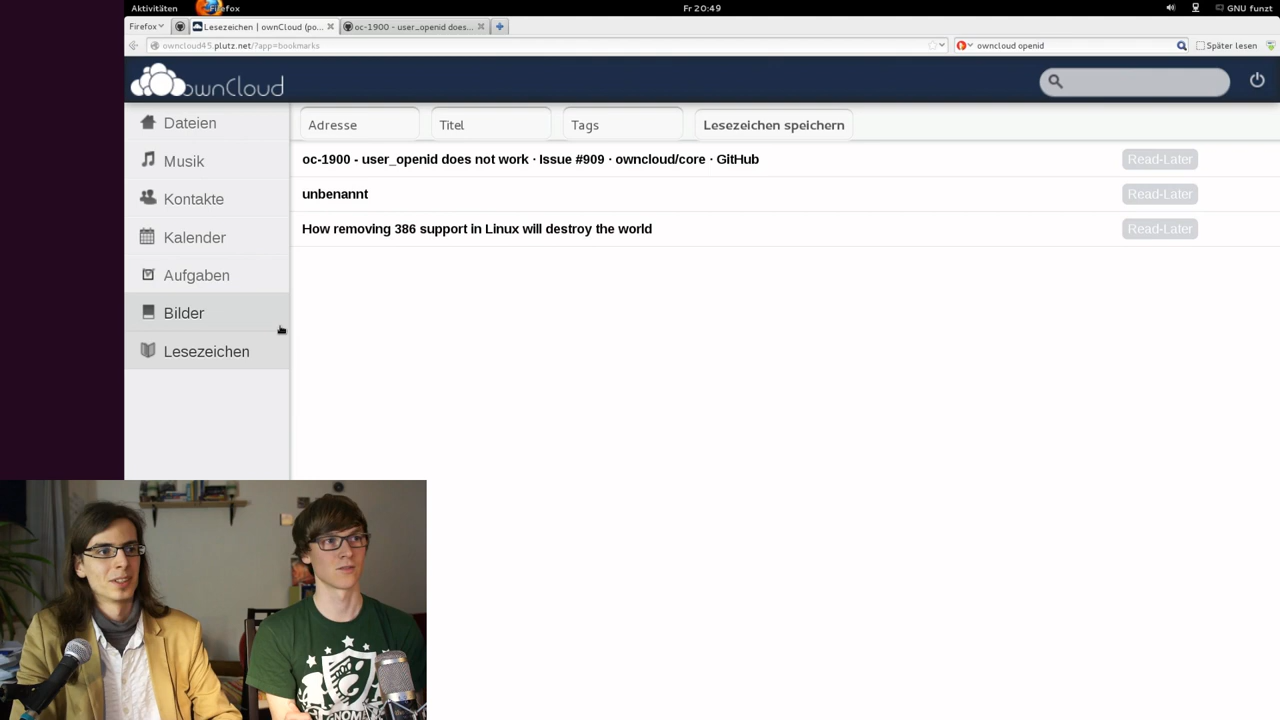 Aktivitäten Firefox Fr 20:49 GNU funzt
Firefox Lesezeichen | ownCloud (po... oc-1900 - user_openid does...
owncloud45.plutz.net/?app=bookmarks owncloud openid Später lesen
ownCloud
Adresse Titel Tags Lesezeichen speichern
Dateien
Musik
Kontakte
Kalender
Aufgaben
Bilder
Lesezeichen
oc-1900 - user_openid does not work · Issue #909 · owncloud/core · GitHub Read-Later
unbenannt Read-Later
How removing 386 support in Linux will destroy the world Read-Later
GNOME